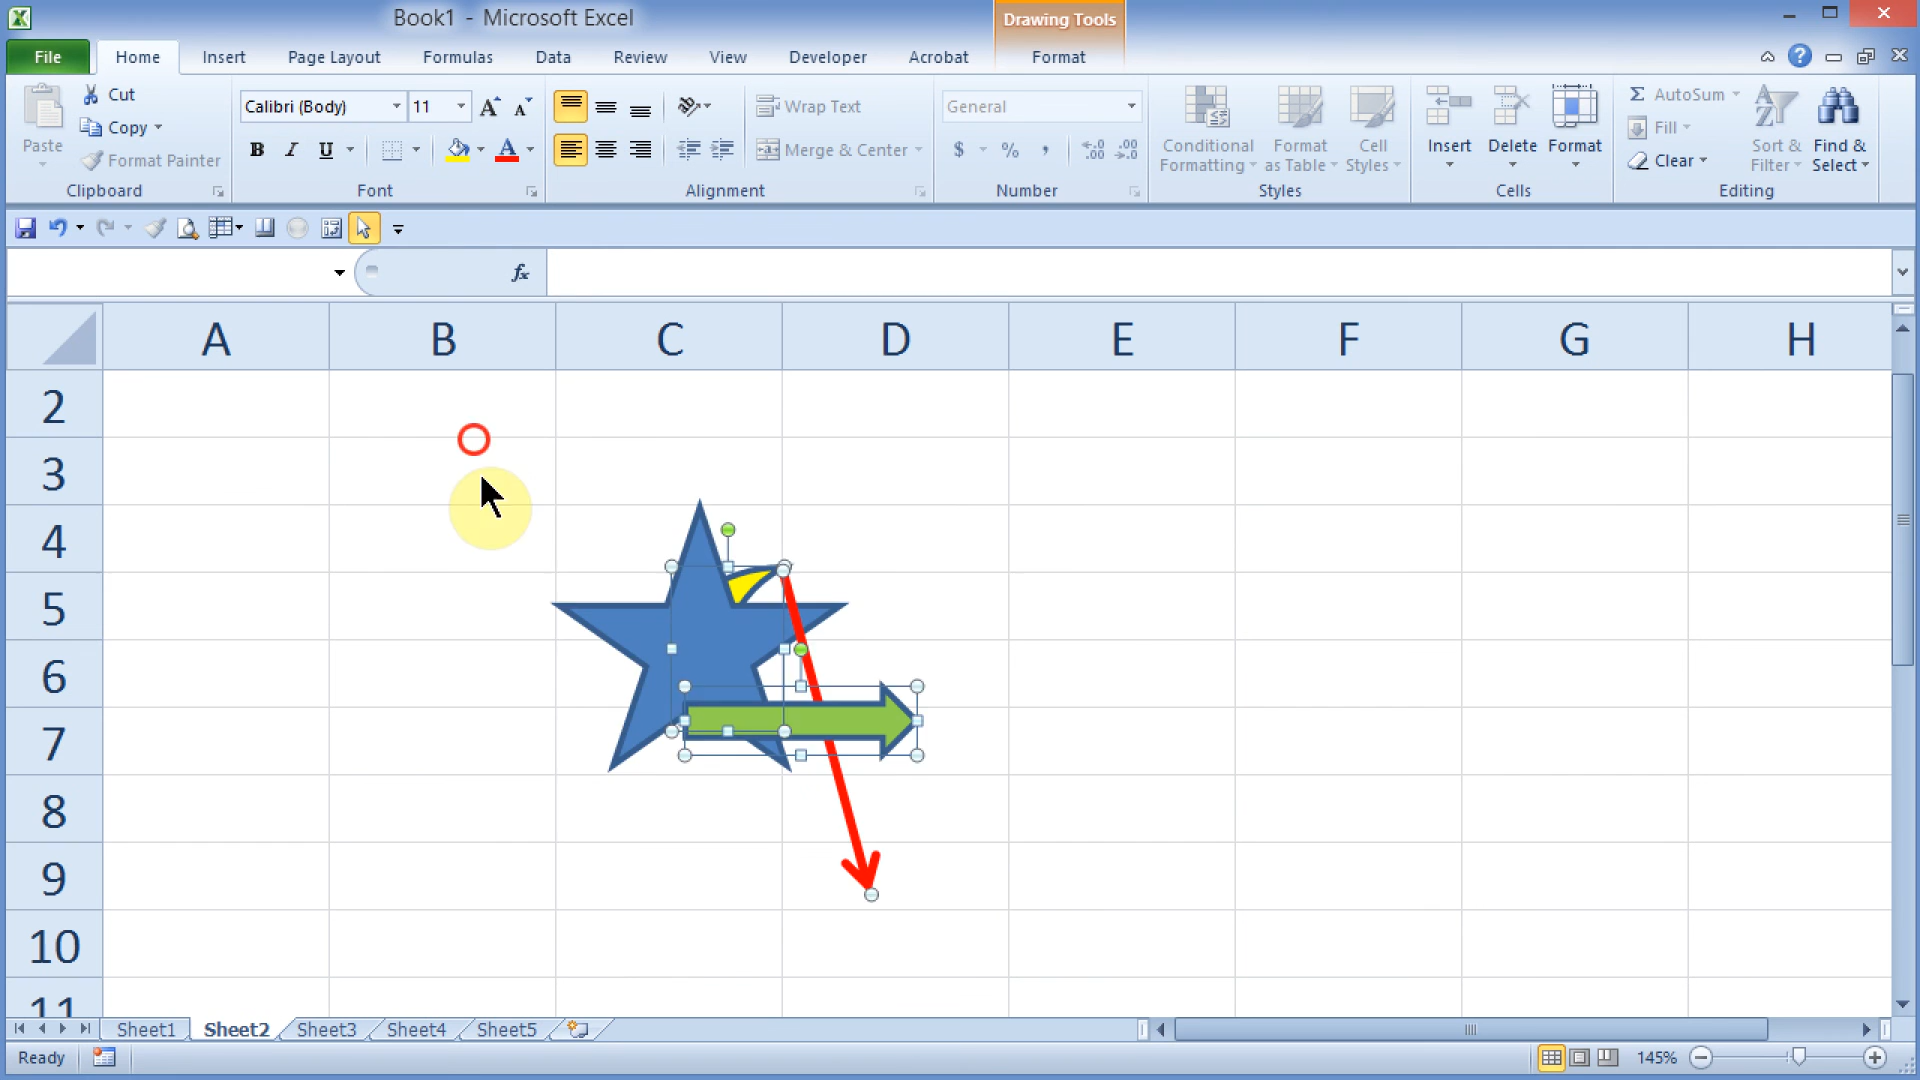 Book1 - Microsoft Excel
Drawing Tools
File Home Insert Page Layout Formulas Data Review View Developer Acrobat Format
Cut
Calibri (Body) 11
Wrap Text
General
AutoSum
Copy
Fill
Paste
Format Painter
B I U A
Merge & Center
$ % ,
Conditional Formatting
Format as Table
Cell Styles
Insert Delete Format
Clear
Sort & Filter
Find & Select
Clipboard Font Alignment Number Styles Cells Editing
fx
A B C D E F G H
2
3
4
5
6
7
8
9
10
11
Sheet1 Sheet2 Sheet3 Sheet4 Sheet5
Ready 145%